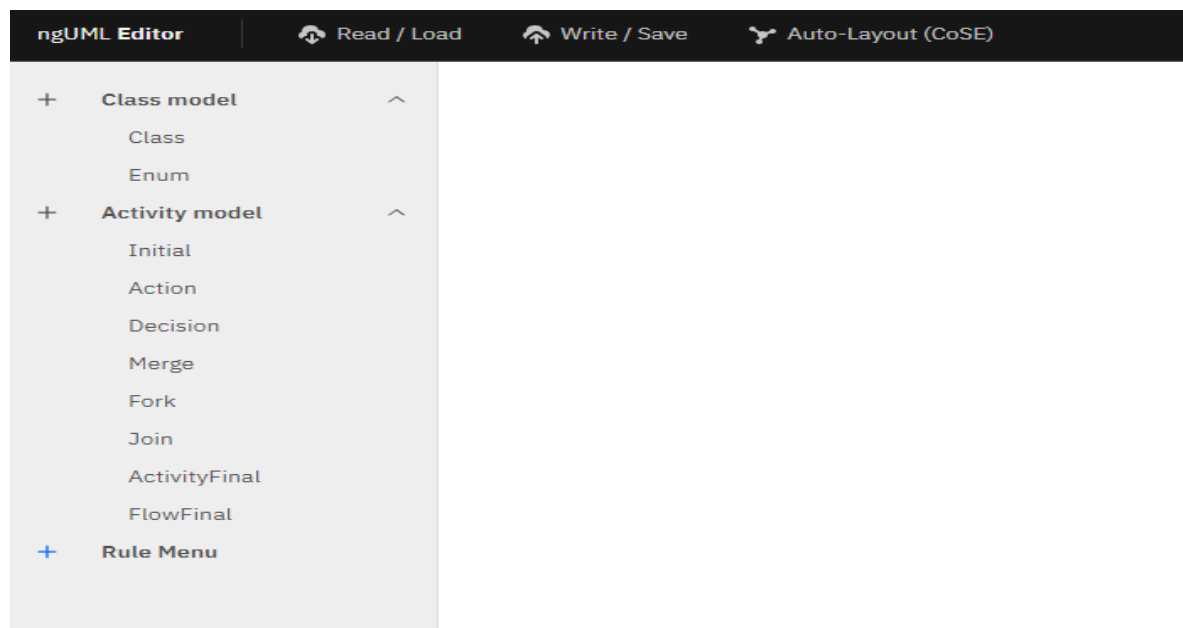 ngUML Editor Read / Load Write / Save Auto-Layout (CoSE)
Class model
Class
Enum
Activity model
Initial
Action
Decision
Merge
Fork
Join
ActivityFinal
FlowFinal
Rule Menu